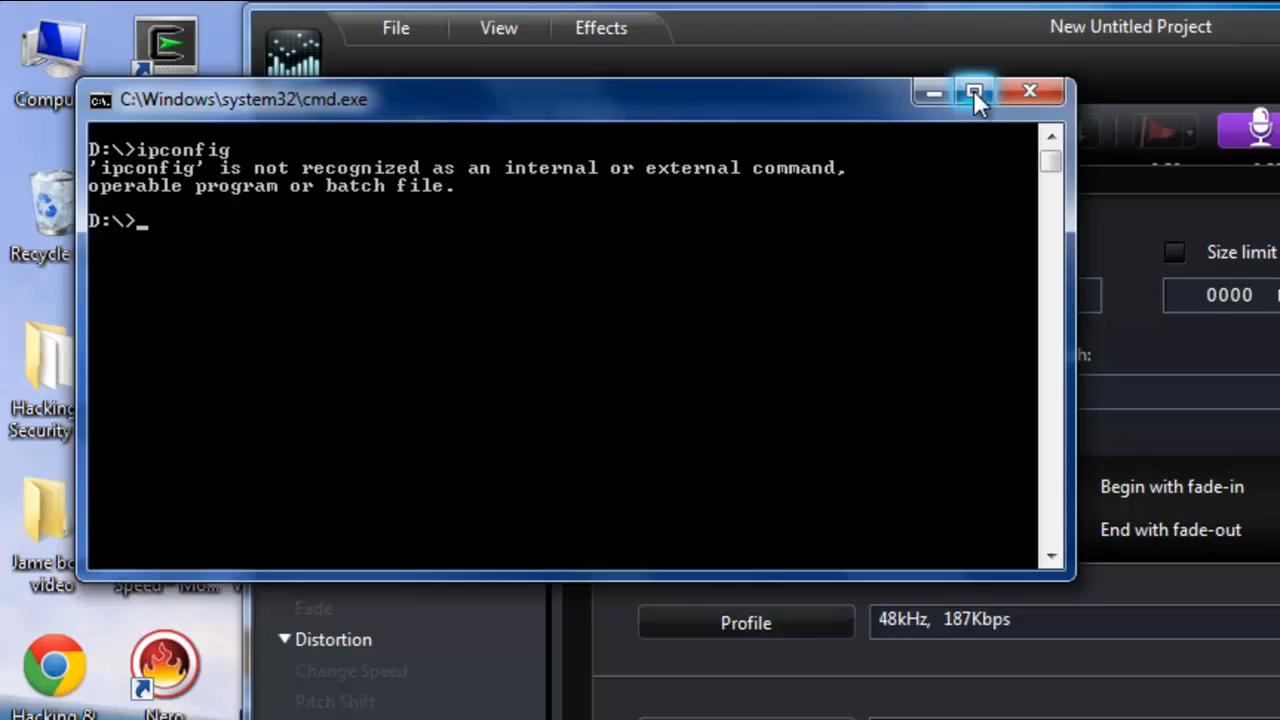 File
View
Effects
New Untitled Project
C:\Windows\system32\cmd.exe
D:\>ipconfig
'ipconfig' is not recognized as an internal or external command,
operable program or batch file.
D:\>_
Size limit
0000
Recycle
Hacking
Security
Begin with fade-in
End with fade-out
video
Fade
Distortion
Change Speed
Pitch Shift
Profile
48kHz, 187Kbps
Hacking &
Nero